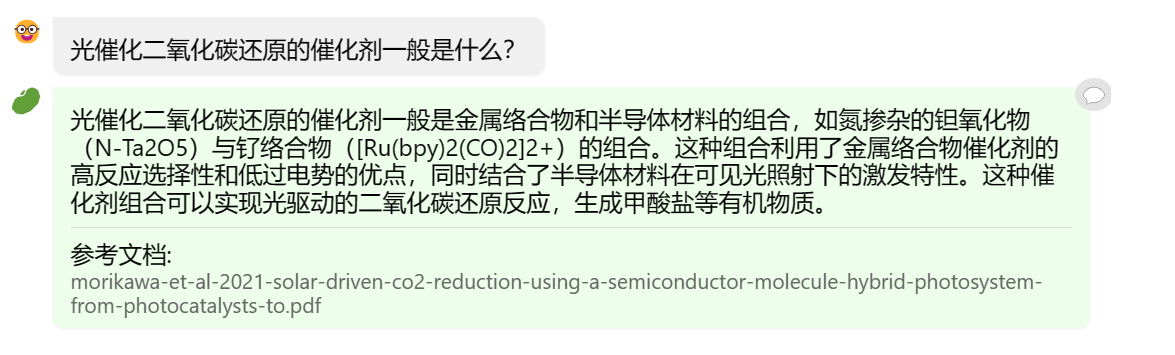 光催化二氧化碳还原的催化剂一般是什么？
光催化二氧化碳还原的催化剂一般是金属络合物和半导体材料的组合，如氮掺杂的钽氧化物
（N-Ta2O5）与钌络合物（[Ru(bpy)2(CO)2]2+）的组合。这种组合利用了金属络合物催化剂的
高反应选择性和低过电势的优点，同时结合了半导体材料在可见光照射下的激发特性。这种催
化剂组合可以实现光驱动的二氧化碳还原反应，生成甲酸盐等有机物质。
参考文档:
morikawa-et-al-2021-solar-driven-co2-reduction-using-a-semiconductor-molecule-hybrid-photosystem-
from-photocatalysts-to.pdf